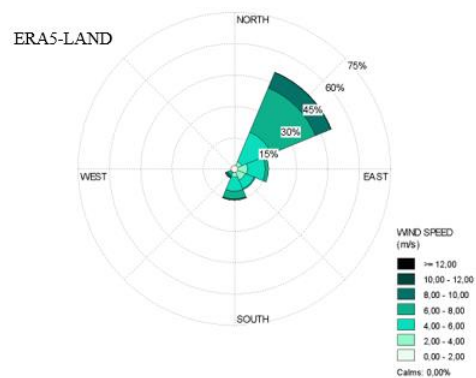 NORTH
ERA5-LAND
75%
60%
45%
30%
15%
WEST
EAST
WIND SPEED
(m/s)
>= 12,00
10,00 - 12,00
8,00 - 10,00
6,00 - 8,00
4,00 - 6,00
2,00 - 4,00
0,00 - 2,00
Calms: 0,00%
SOUTH